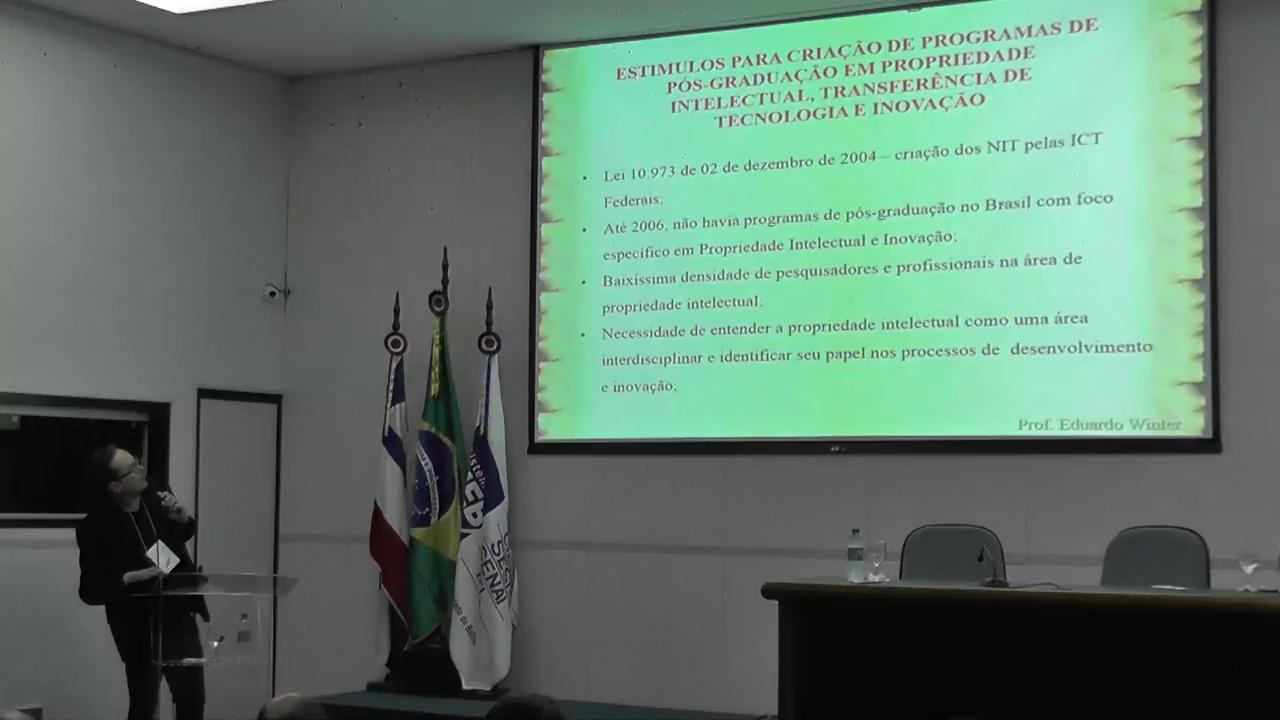 ESTIMULOS PARA CRIAÇÃO DE PROGRAMAS DE
PÓS-GRADUAÇÃO EM PROPRIEDADE
INTELECTUAL, TRANSFERÊNCIA DE
TECNOLOGIA E INOVAÇÃO
• Lei 10.973 de 02 de dezembro de 2004 – criação dos NIT pelas ICT
Federais;
• Até 2006, não havia programas de pós-graduação no Brasil com foco
específico em Propriedade Intelectual e Inovação;
• Baixíssima densidade de pesquisadores e profissionais na área de
propriedade intelectual;
• Necessidade de entender a propriedade intelectual como uma área
interdisciplinar e identificar seu papel nos processos de desenvolvimento
e inovação;
Prof. Eduardo Winter
SESI
SENAI